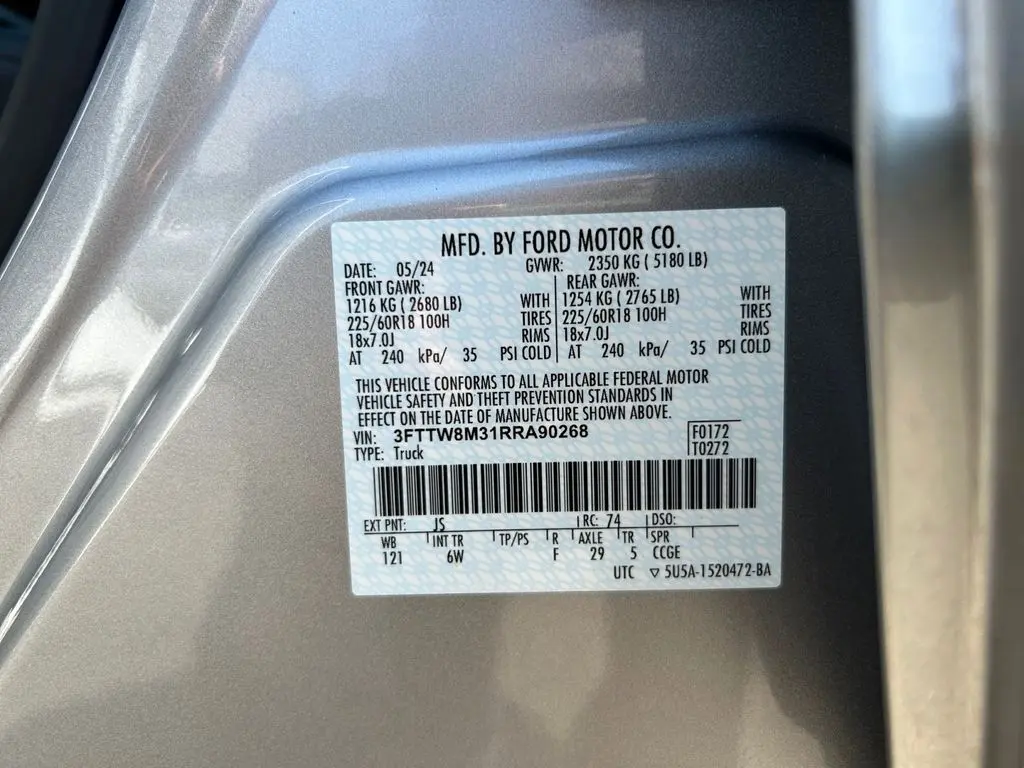 MFD. BY FORD MOTOR CO.
DATE: 05/24 GVWR: 2350 KG ( 5180 LB)
FRONT GAWR: REAR GAWR:
1216 KG ( 2680 LB) WITH 1254 KG ( 2765 LB) WITH
225/60R18 100H TIRES 225/60R18 100H TIRES
18x7.0J RIMS 18x7.0J RIMS
AT 240 kPa/ 35 PSI COLD AT 240 kPa/ 35 PSI COLD
THIS VEHICLE CONFORMS TO ALL APPLICABLE FEDERAL MOTOR
VEHICLE SAFETY AND THEFT PREVENTION STANDARDS IN
EFFECT ON THE DATE OF MANUFACTURE SHOWN ABOVE.
VIN: 3FTTW8M31RRA90268 F0172
TYPE: Truck T0272
EXT PNT: JS RC: 74 DSO:
WB INT TR TP/PS R AXLE TR SPR
121 6W F 29 5 CCGE
UTC ▽ 5U5A-1520472-BA